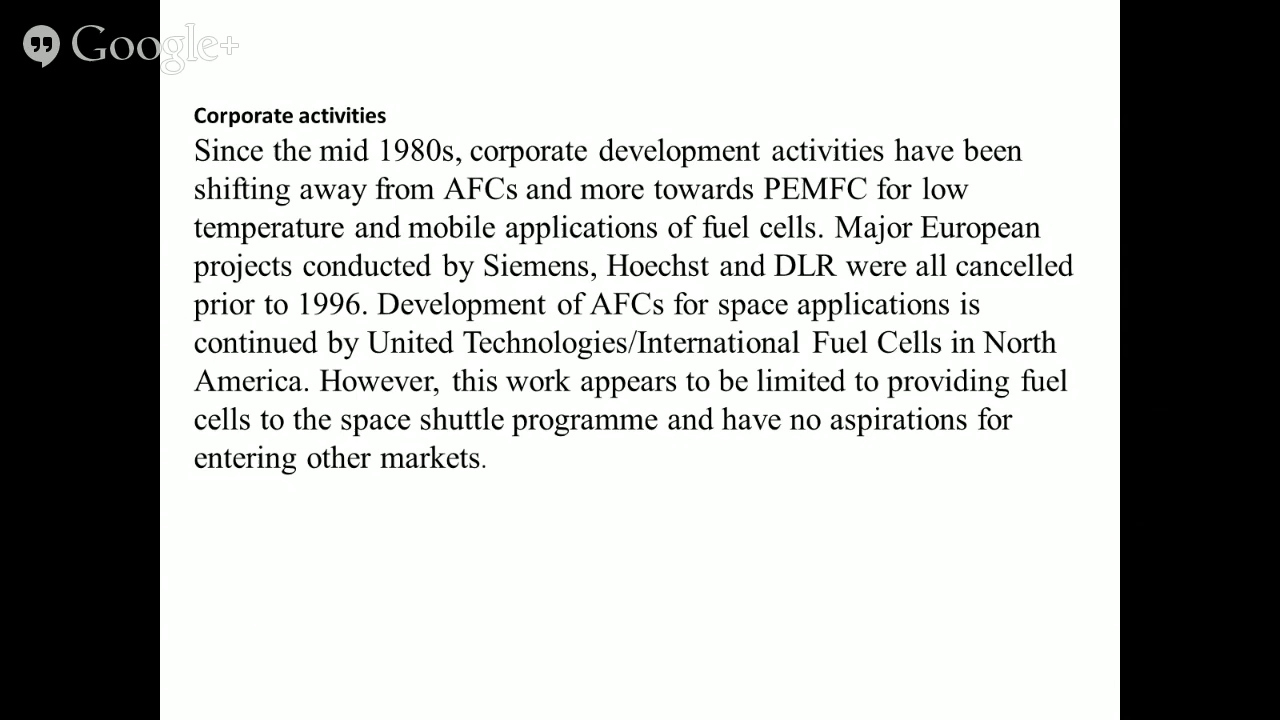 Google+
Corporate activities
Since the mid 1980s, corporate development activities have been
shifting away from AFCs and more towards PEMFC for low
temperature and mobile applications of fuel cells. Major European
projects conducted by Siemens, Hoechst and DLR were all cancelled
prior to 1996. Development of AFCs for space applications is
continued by United Technologies/International Fuel Cells in North
America. However, this work appears to be limited to providing fuel
cells to the space shuttle programme and have no aspirations for
entering other markets.